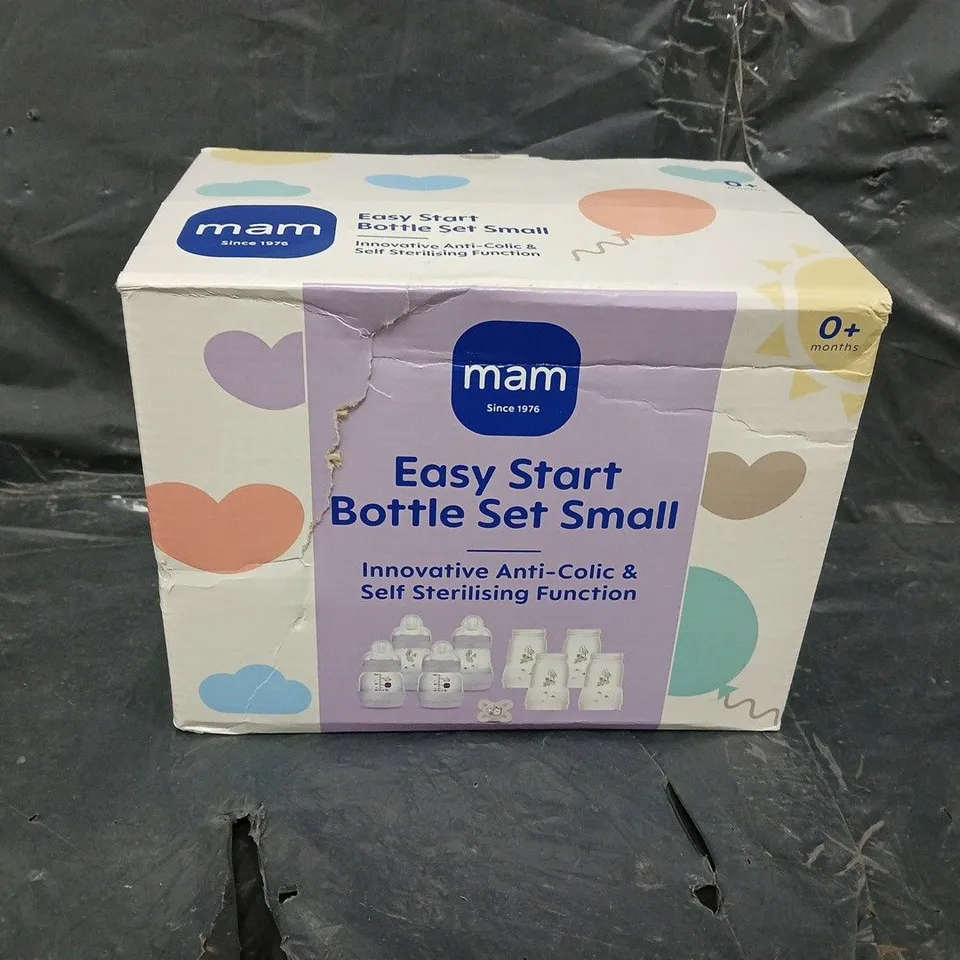 mam
Since 1976
Easy Start
Bottle Set Small
Innovative Anti-Colic &
Self Sterilising Function
0+
0+
months
mam
Since 1976
Easy Start
Bottle Set Small
Innovative Anti-Colic &
Self Sterilising Function